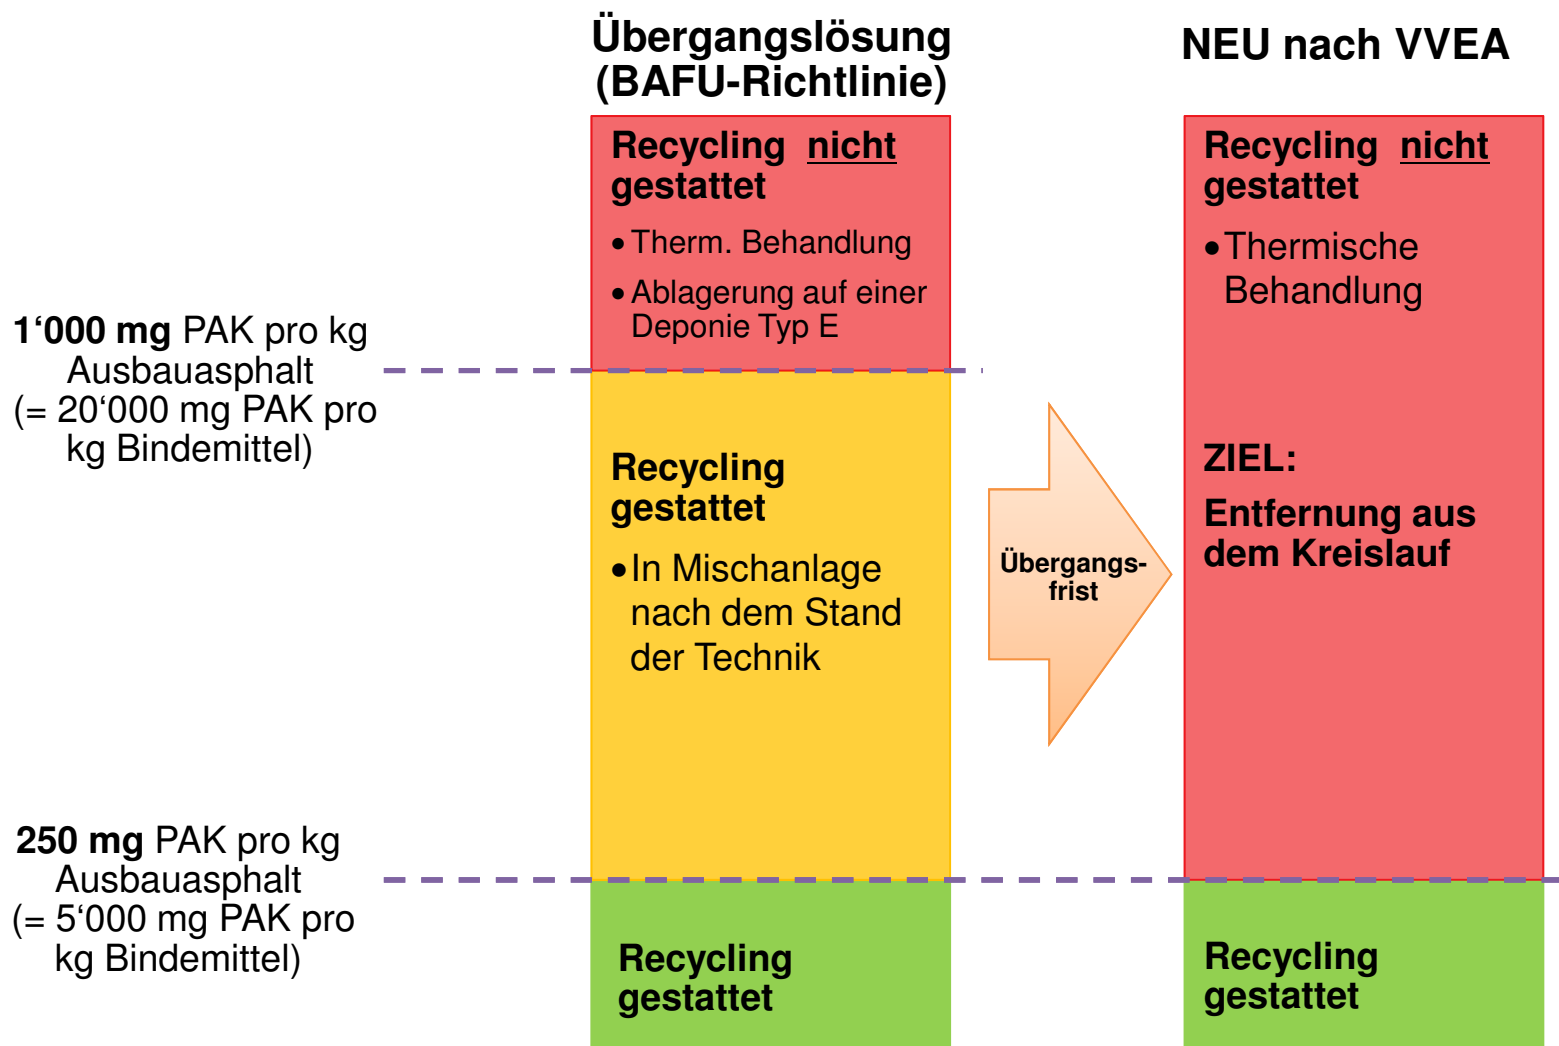 Übergangslösung
(BAFU-Richtlinie)
NEU nach VVEA
1‘000 mg PAK pro kg
Ausbauasphalt
(= 20‘000 mg PAK pro
kg Bindemittel)
250 mg PAK pro kg
Ausbauasphalt
(= 5‘000 mg PAK pro
kg Bindemittel)
Recycling nicht
gestattet
• Therm. Behandlung
• Ablagerung auf einer
Deponie Typ E
Recycling
gestattet
• In Mischanlage
nach dem Stand
der Technik
Recycling
gestattet
Übergangs-
frist
Recycling nicht
gestattet
• Thermische
Behandlung
ZIEL:
Entfernung aus
dem Kreislauf
Recycling
gestattet